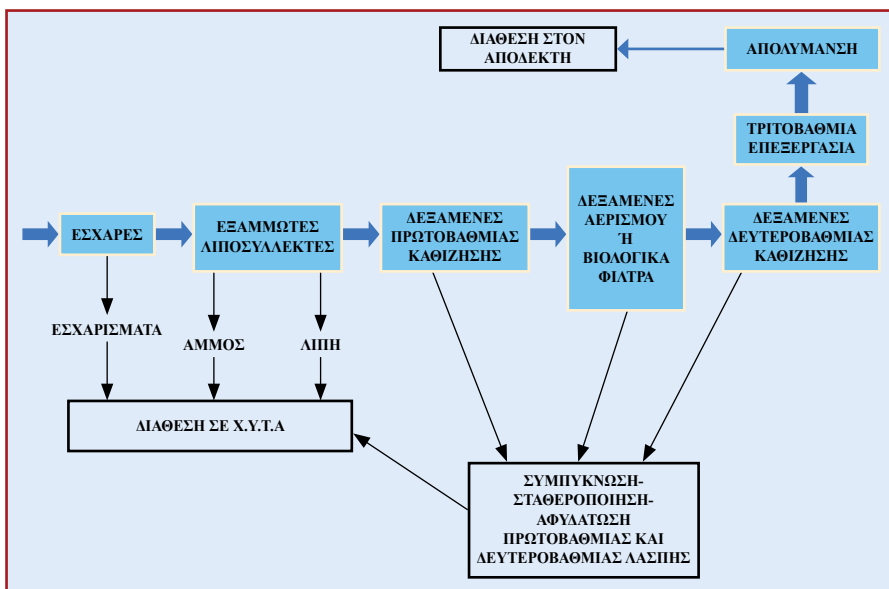 ΔΙΑΘΕΣΗ ΣΤΟΝ
ΑΠΟΔΕΚΤΗ
ΑΠΟΛΥΜΑΝΣΗ
ΤΡΙΤΟΒΑΘΜΙΑ
ΕΠΕΞΕΡΓΑΣΙΑ
ΕΣΧΑΡΕΣ
ΕΞΑΜΜΩΤΕΣ
ΛΙΠΟΣΥΛΛΕΚΤΕΣ
ΔΕΞΑΜΕΝΕΣ
ΠΡΩΤΟΒΑΘΜΙΑΣ
ΚΑΘΙΖΗΣΗΣ
ΔΕΞΑΜΕΝΕΣ
ΑΕΡΙΣΜΟΥ
Ή
ΒΙΟΛΟΓΙΚΑ
ΦΙΛΤΡΑ
ΔΕΞΑΜΕΝΕΣ
ΔΕΥΤΕΡΟΒΑΘΜΙΑΣ
ΚΑΘΙΖΗΣΗΣ
ΕΣΧΑΡΙΣΜΑΤΑ
ΑΜΜΟΣ
ΛΙΠΗ
ΔΙΑΘΕΣΗ ΣΕ Χ.Υ.Τ.Α
ΣΥΜΠΥΚΝΩΣΗ-
ΣΤΑΘΕΡΟΠΟΙΗΣΗ-
ΑΦΥΔΑΤΩΣΗ
ΠΡΩΤΟΒΑΘΜΙΑΣ ΚΑΙ
ΔΕΥΤΕΡΟΒΑΘΜΙΑΣ ΛΑΣΠΗΣ